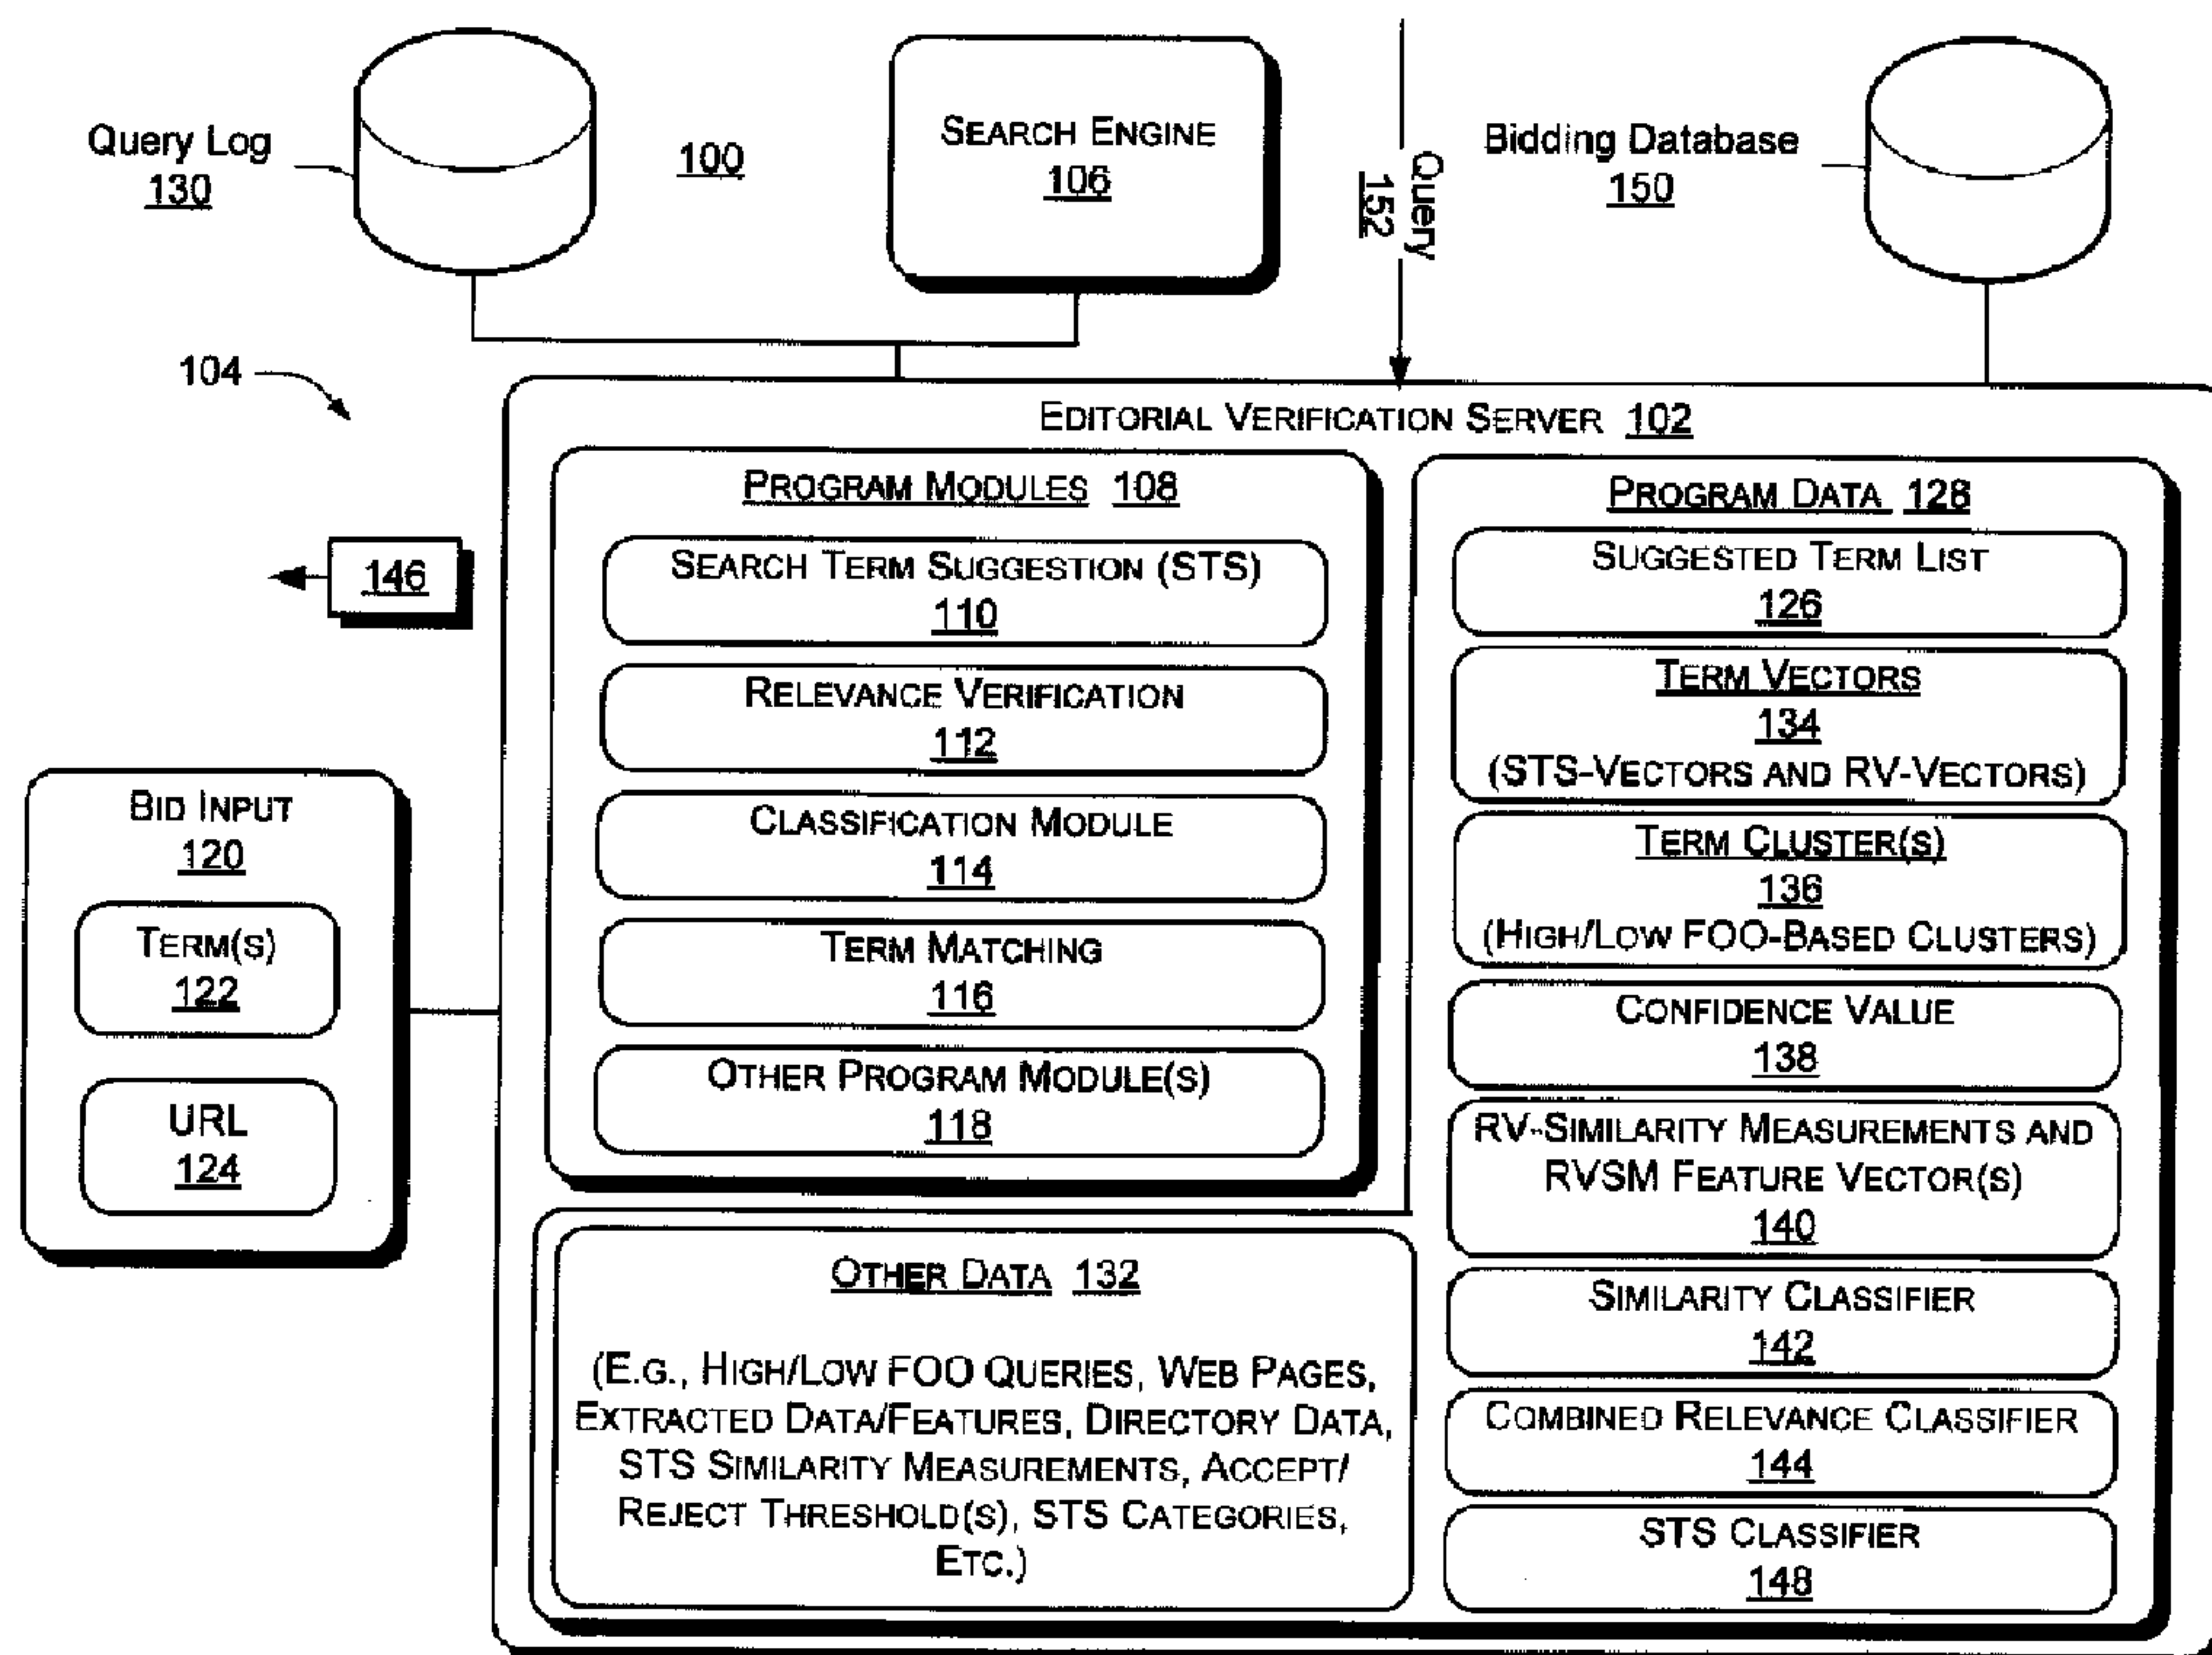 Query Log
130
100
SEARCH ENGINE
106
Query
152
Bidding Database
150
104
EDITORIAL VERIFICATION SERVER 102
PROGRAM MODULES 108
SEARCH TERM SUGGESTION (STS)
110
RELEVANCE VERIFICATION
112
CLASSIFICATION MODULE
114
TERM MATCHING
116
OTHER PROGRAM MODULE(S)
118
146
BID INPUT
120
TERM(S)
122
URL
124
PROGRAM DATA 128
SUGGESTED TERM LIST
126
TERM VECTORS
134
(STS-VECTORS AND RV-VECTORS)
TERM CLUSTER(S)
136
(HIGH/LOW FOO-BASED CLUSTERS)
CONFIDENCE VALUE
138
RV-SIMILARITY MEASUREMENTS AND
RVSM FEATURE VECTOR(S)
140
SIMILARITY CLASSIFIER
142
COMBINED RELEVANCE CLASSIFIER
144
STS CLASSIFIER
148
OTHER DATA 132
(E.G., HIGH/LOW FOO QUERIES, WEB PAGES,
EXTRACTED DATA/FEATURES, DIRECTORY DATA,
STS SIMILARITY MEASUREMENTS, ACCEPT/
REJECT THRESHOLD(S), STS CATEGORIES,
ETC.)